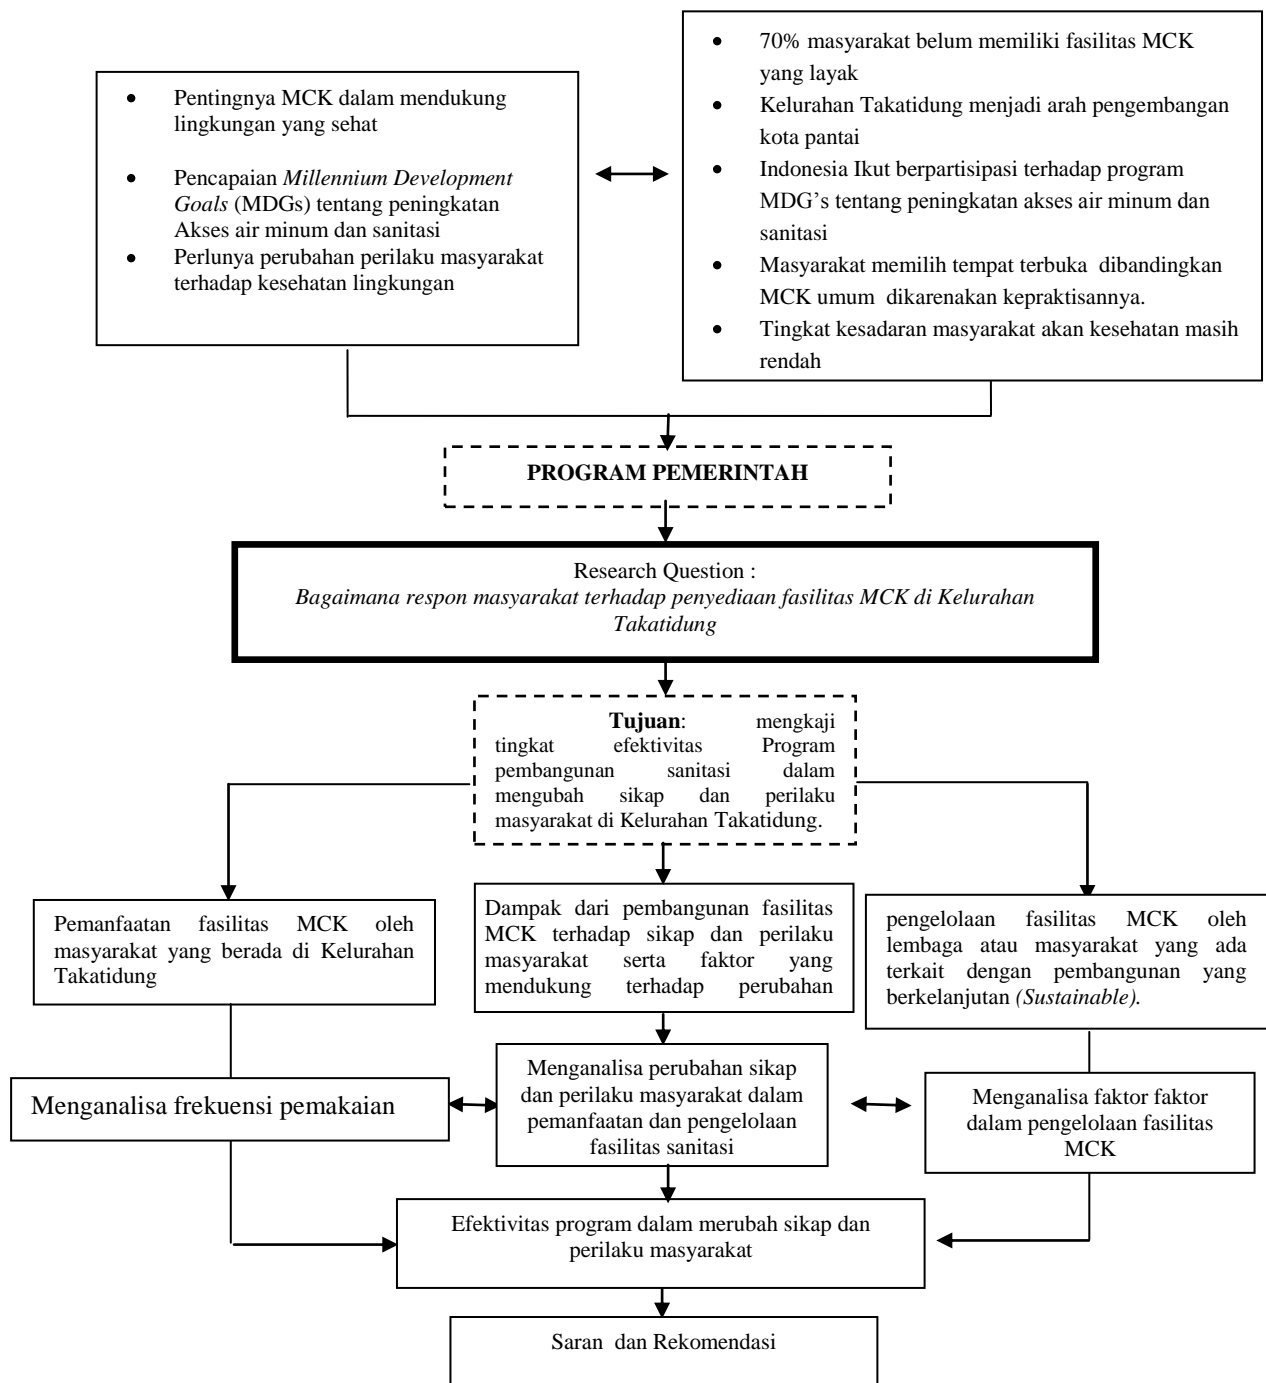 Pentingnya MCK dalam mendukung
lingkungan yang sehat
Pencapaian Millennium Development
Goals (MDGs) tentang peningkatan
Akses air minum dan sanitasi
Perlunya perubahan perilaku masyarakat
terhadap kesehatan lingkungan
70% masyarakat belum memiliki fasilitas MCK
yang layak
Kelurahan Takatidung menjadi arah pengembangan
kota pantai
Indonesia Ikut berpartisipasi terhadap program
MDG's tentang peningkatan akses air minum dan
sanitasi
Masyarakat memilih tempat terbuka dibandingkan
MCK umum dikarenakan kepraktisannya.
Tingkat kesadaran masyarakat akan kesehatan masih
rendah
PROGRAM PEMERINTAH
Research Question :
Bagaimana respon masyarakat terhadap penyediaan fasilitas MCK di Kelurahan
Takatidung
Tujuan: mengkaji
tingkat efektivitas Program
pembangunan sanitasi dalam
mengubah sikap dan perilaku
masyarakat di Kelurahan Takatidung.
Pemanfaatan fasilitas MCK oleh
masyarakat yang berada di Kelurahan
Takatidung
Dampak dari pembangunan fasilitas
MCK terhadap sikap dan perilaku
masyarakat serta faktor yang
mendukung terhadap perubahan
pengelolaan fasilitas MCK oleh
lembaga atau masyarakat yang ada
terkait dengan pembangunan yang
berkelanjutan (Sustainable).
Menganalisa frekuensi pemakaian
Menganalisa perubahan sikap
dan perilaku masyarakat dalam
pemanfaatan dan pengelolaan
fasilitas sanitasi
Menganalisa faktor faktor
dalam pengelolaan fasilitas
MCK
Efektivitas program dalam merubah sikap dan
perilaku masyarakat
Saran dan Rekomendasi